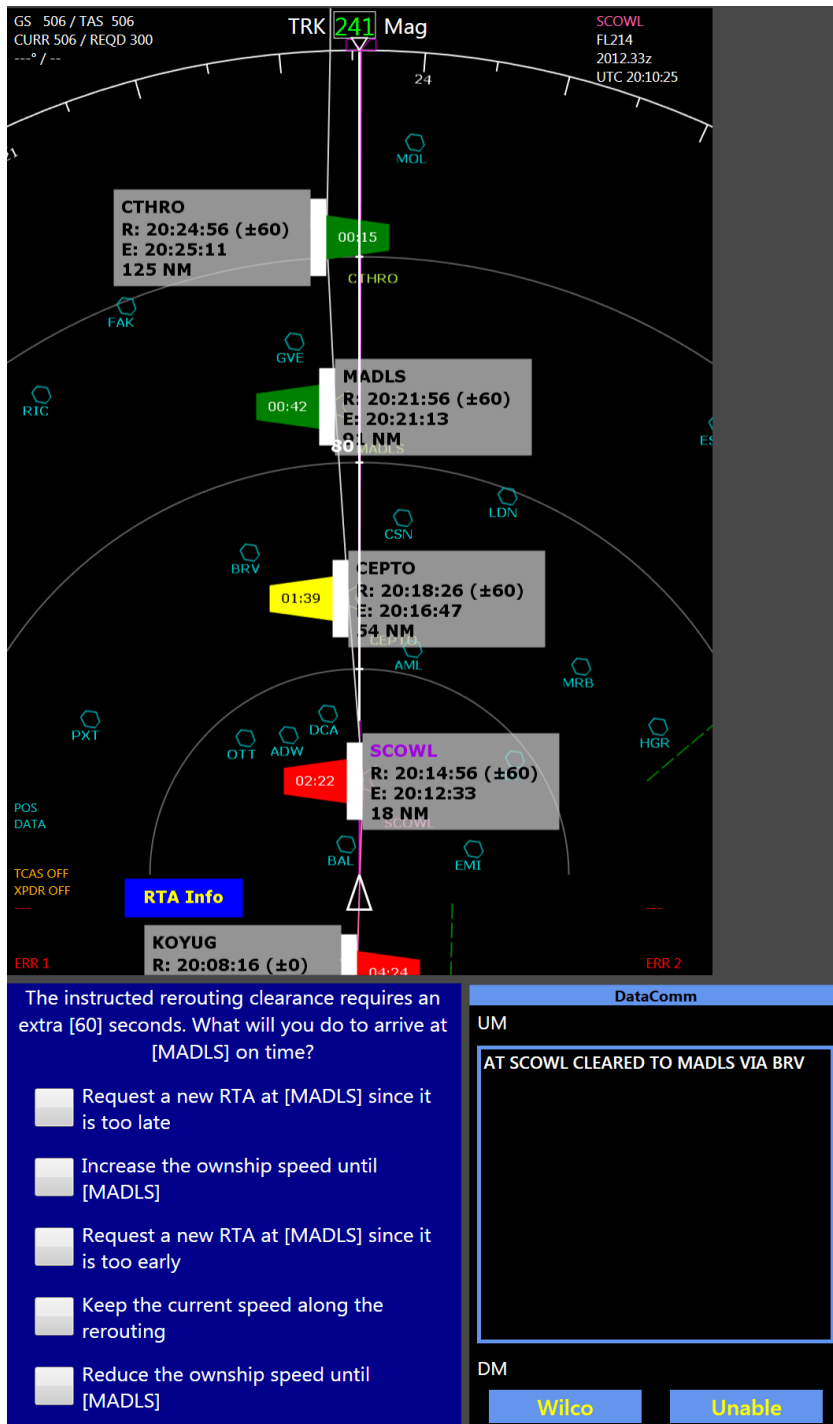 GS 506 / TAS 506
CURR 506 / REQD 300
---° / --
TRK 241 Mag
SCOWL
FL214
2012.33z
UTC 20:10:25
24
21
MOL
CTHRO
R: 20:24:56 (±60)
E: 20:25:11
125 NM
00:15
CTHRO
FAK
GVE
RIC
MADLS
R: 20:21:56 (±60)
E: 20:21:13
91 NM
00:42
80
MADLS
ES
LDN
CSN
BRV
CEPTO
R: 20:18:26 (±60)
E: 20:16:47
54 NM
01:39
CEPTO
AML
MRB
PXT
DCA
OTT
ADW
HGR
SCOWL
R: 20:14:56 (±60)
E: 20:12:33
18 NM
02:22
SCOWL
POS
DATA
BAL
EMI
TCAS OFF
XPDR OFF
---
---
RTA Info
KOYUG
R: 20:08:16 (±0)
04:24
ERR 1
ERR 2
The instructed rerouting clearance requires an
extra [60] seconds. What will you do to arrive at
[MADLS] on time?
Request a new RTA at [MADLS] since it
is too late
Increase the ownship speed until
[MADLS]
Request a new RTA at [MADLS] since it
is too early
Keep the current speed along the
rerouting
Reduce the ownship speed until
[MADLS]
DataComm
UM
AT SCOWL CLEARED TO MADLS VIA BRV
DM
Wilco
Unable